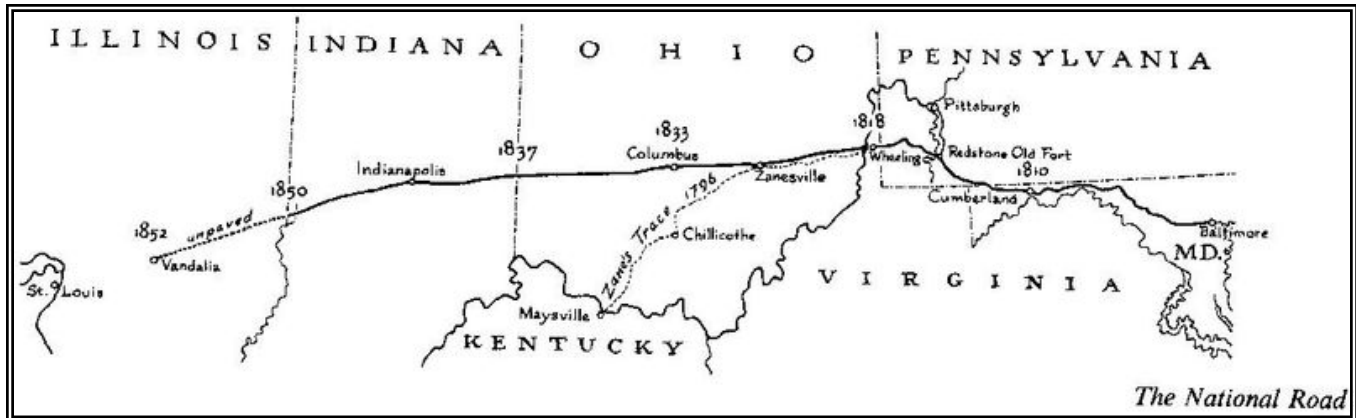 ILLINOIS INDIANA OHIO PENNSYLVANIA
Pittsburgh
1818
1833
1837
Columbus
Wheeling
Redstone Old Fort
Indianapolis
Zanesville
1810
1850
Cumberland
Zane's Trace 1796
unpaved
1852
Chillicothe
Baltimore
Vandalia
MD.
VIRGINIA
St. Louis
Maysville
KENTUCKY
The National Road